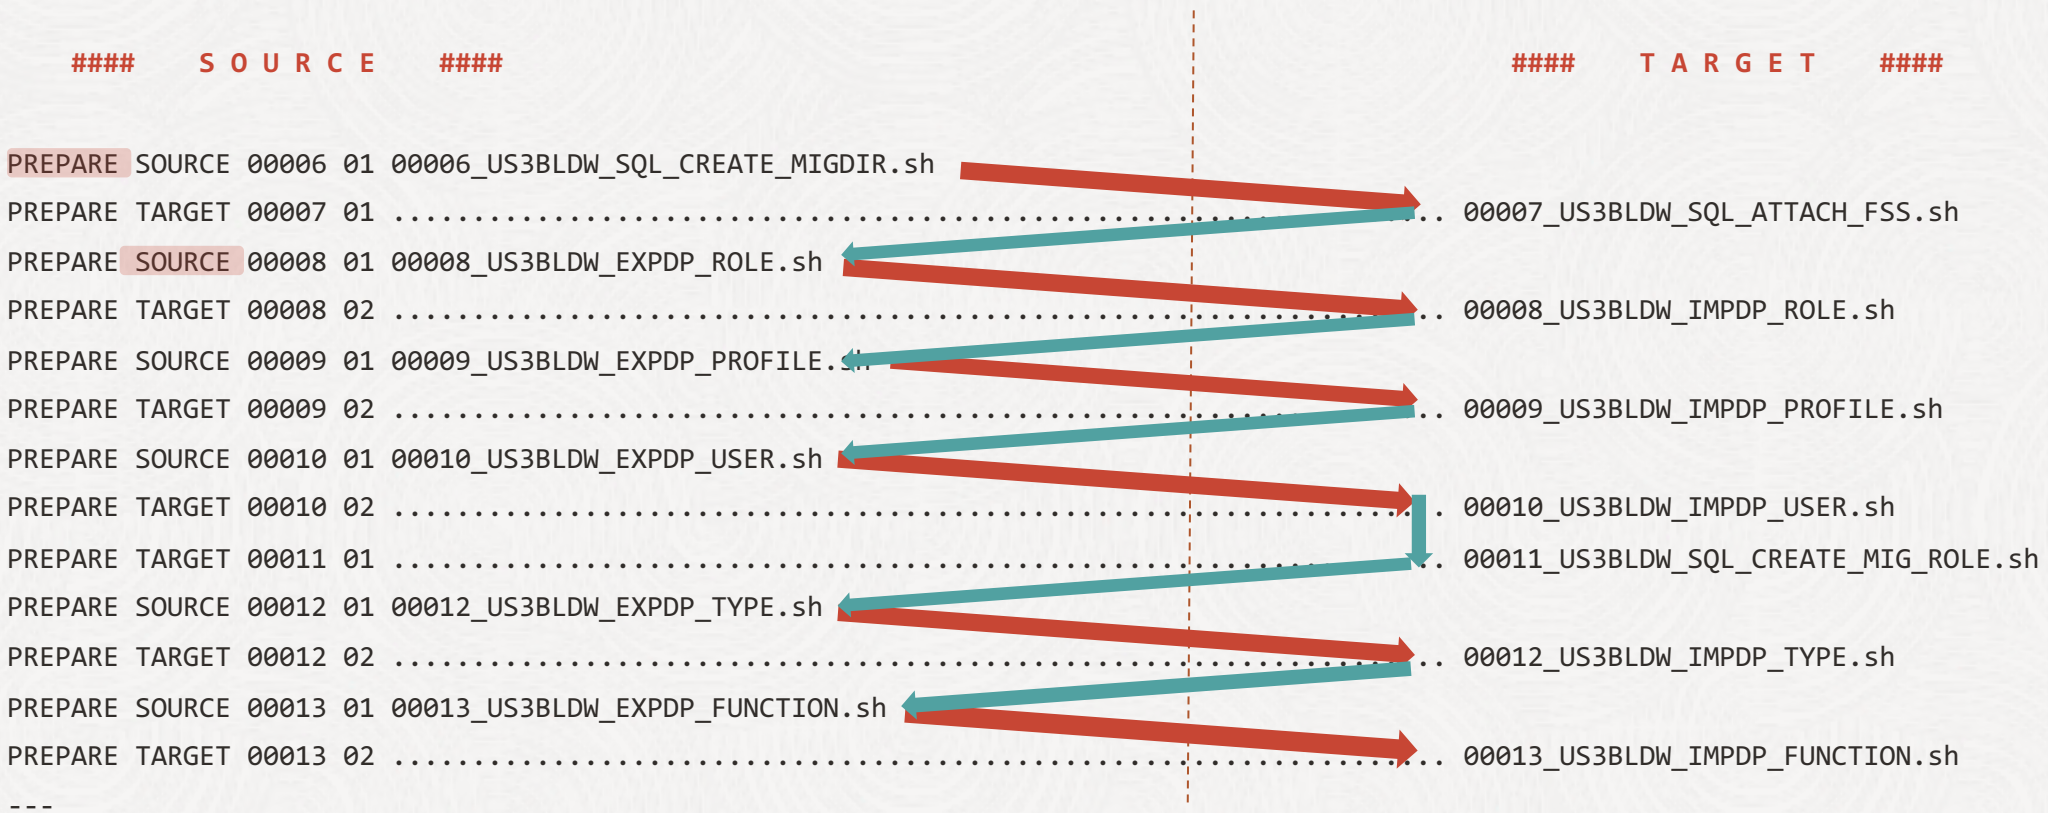 #### S O U R C E #### #### T A R G E T ####
PREPARE SOURCE 00006 01 00006_US3BLDW_SQL_CREATE_MIGDIR.sh
PREPARE TARGET 00007 01 .................................................................. 00007_US3BLDW_SQL_ATTACH_FSS.sh
PREPARE SOURCE 00008 01 00008_US3BLDW_EXPDP_ROLE.sh
PREPARE TARGET 00008 02 .................................................................. 00008_US3BLDW_IMPDP_ROLE.sh
PREPARE SOURCE 00009 01 00009_US3BLDW_EXPDP_PROFILE.sh
PREPARE TARGET 00009 02 .................................................................. 00009_US3BLDW_IMPDP_PROFILE.sh
PREPARE SOURCE 00010 01 00010_US3BLDW_EXPDP_USER.sh
PREPARE TARGET 00010 02 .................................................................. 00010_US3BLDW_IMPDP_USER.sh
PREPARE TARGET 00011 01 .................................................................. 00011_US3BLDW_SQL_CREATE_MIG_ROLE.sh
PREPARE SOURCE 00012 01 00012_US3BLDW_EXPDP_TYPE.sh
PREPARE TARGET 00012 02 .................................................................. 00012_US3BLDW_IMPDP_TYPE.sh
PREPARE SOURCE 00013 01 00013_US3BLDW_EXPDP_FUNCTION.sh
PREPARE TARGET 00013 02 .................................................................. 00013_US3BLDW_IMPDP_FUNCTION.sh
---